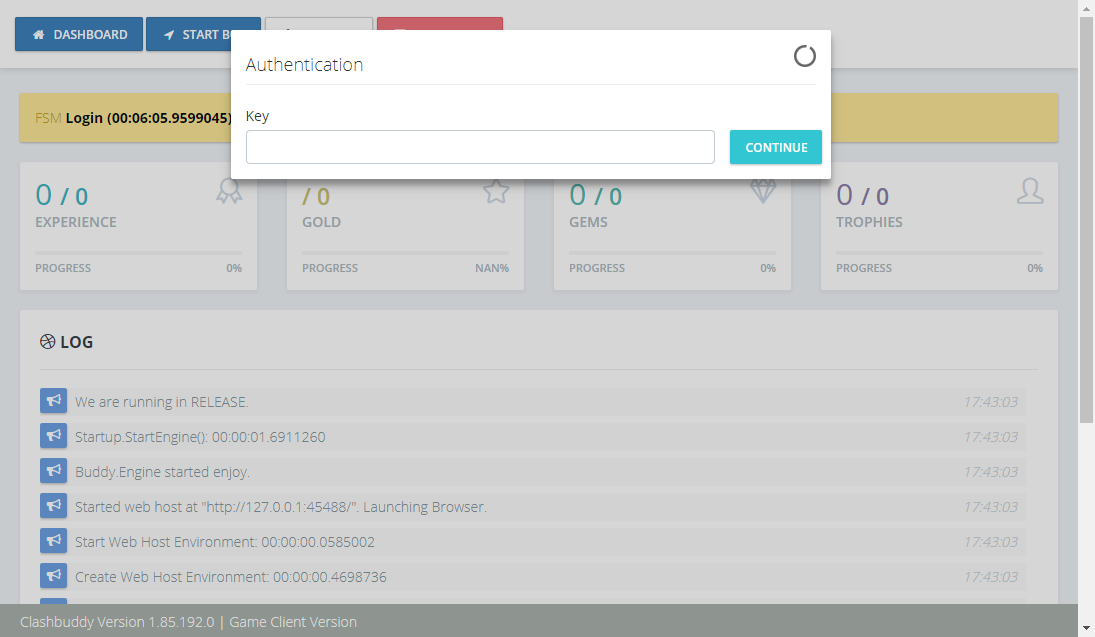 DASHBOARD
START B
Authentication
Key
CONTINUE
FSM Login (00:06:05.9599045)
0 / 0
EXPERIENCE
PROGRESS 0%
/ 0
GOLD
PROGRESS NAN%
0 / 0
GEMS
PROGRESS 0%
0 / 0
TROPHIES
PROGRESS 0%
LOG
We are running in RELEASE. 17:43:03
Startup.StartEngine(): 00:00:01.6911260 17:43:03
Buddy.Engine started enjoy. 17:43:03
Started web host at "http://127.0.0.1:45488/". Launching Browser. 17:43:03
Start Web Host Environment: 00:00:00.0585002 17:43:03
Create Web Host Environment: 00:00:00.4698736 17:43:03
Clashbuddy Version 1.85.192.0 | Game Client Version